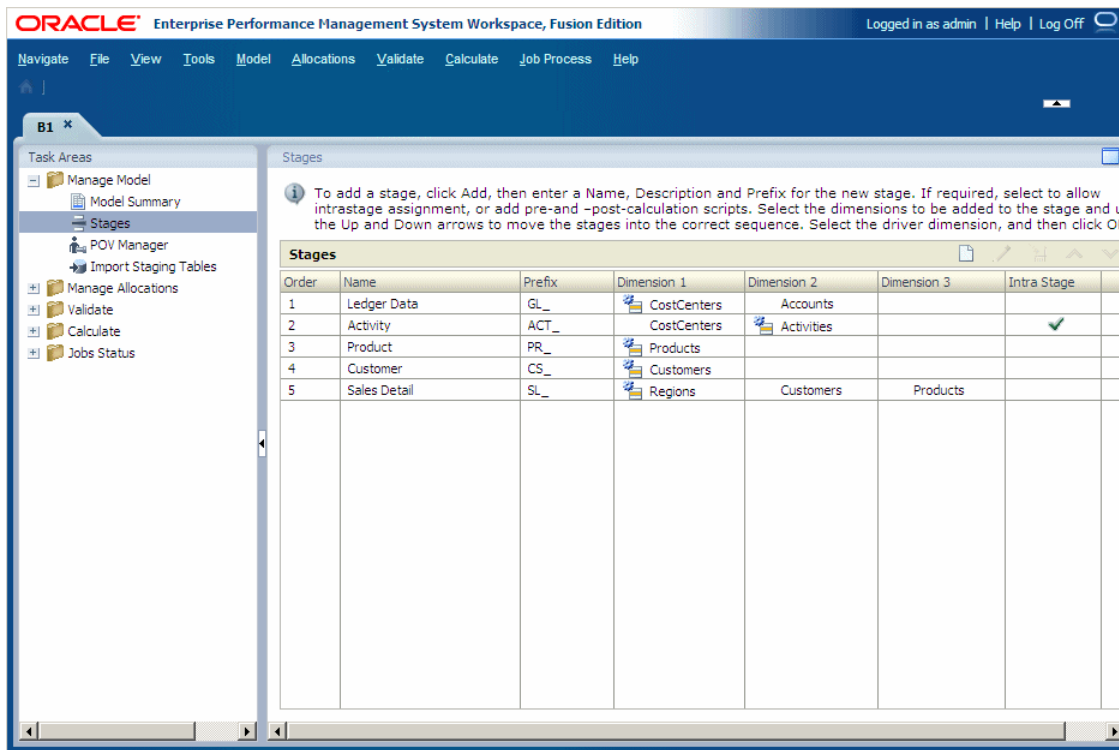 ORACLE Enterprise Performance Management System Workspace, Fusion Edition Logged in as admin | Help | Log Off
Navigate File View Tools Model Allocations Validate Calculate Job Process Help
B1
Task Areas
Manage Model
Model Summary
Stages
POV Manager
Import Staging Tables
Manage Allocations
Validate
Calculate
Jobs Status
Stages
To add a stage, click Add, then enter a Name, Description and Prefix for the new stage. If required, select to allow
intrastage assignment, or add pre-and –post-calculation scripts. Select the dimensions to be added to the stage and
the Up and Down arrows to move the stages into the correct sequence. Select the driver dimension, and then click
Stages
Order Name Prefix Dimension 1 Dimension 2 Dimension 3 Intra Stage
1 Ledger Data GL_ CostCenters Accounts
2 Activity ACT_ CostCenters Activities
3 Product PR_ Products
4 Customer CS_ Customers
5 Sales Detail SL_ Regions Customers Products